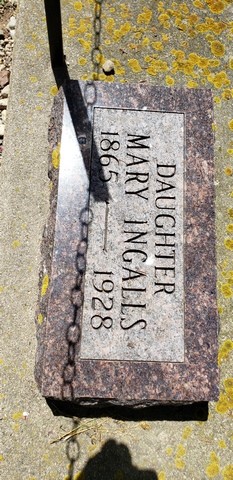 DAUGHTER
MARY INGALLS
1865 — 1928